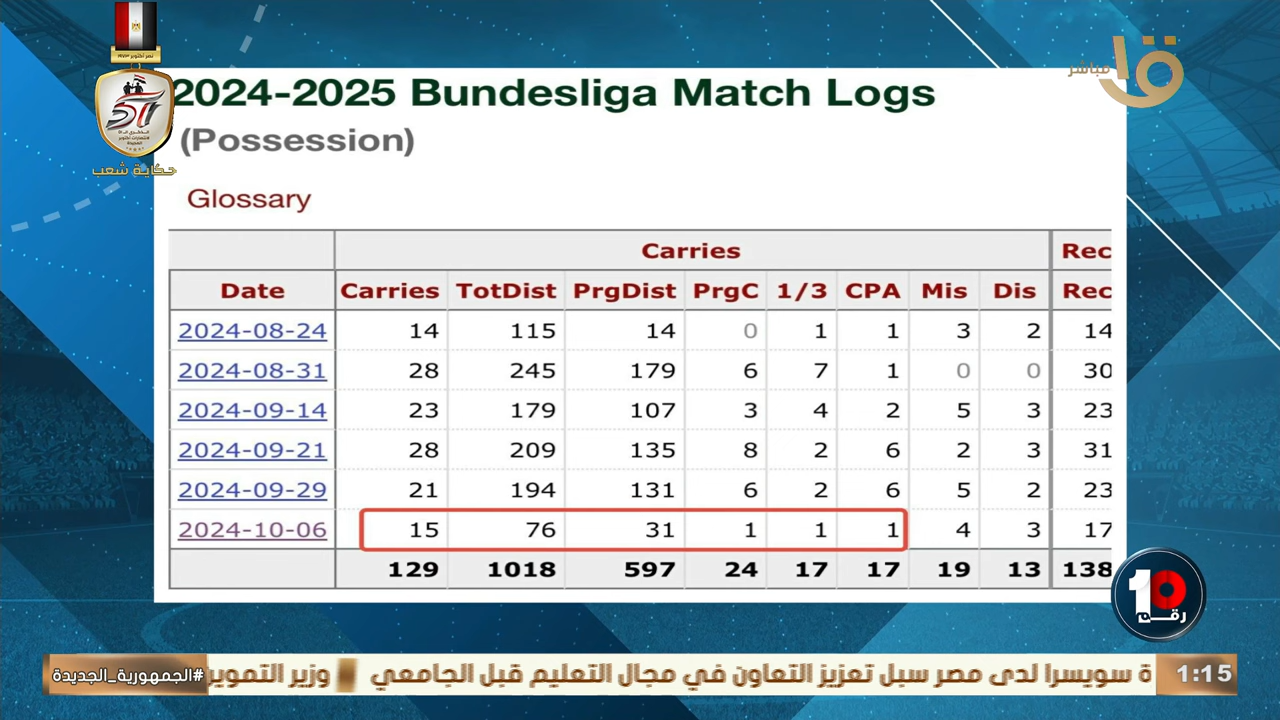 نصر أكتوبر ١٩٧٣
حكاية شعب
مباشر
2024-2025 Bundesliga Match Logs
(Possession)
Glossary
Carries Rec
Date Carries TotDist PrgDist PrgC 1/3 CPA Mis Dis Rec
2024-08-24 14 115 14 0 1 1 3 2 14
2024-08-31 28 245 179 6 7 1 0 0 30
2024-09-14 23 179 107 3 4 2 5 3 23
2024-09-21 28 209 135 8 2 6 2 3 31
2024-09-29 21 194 131 6 2 6 5 2 23
2024-10-06 15 76 31 1 1 1 4 3 17
129 1018 597 24 17 17 19 13 138
10
رقـــم
1:15
ة سويسرا لدى مصر سبل تعزيز التعاون في مجال التعليم قبل الجامعي
وزير التموين
#الجمهورية_الجديدة